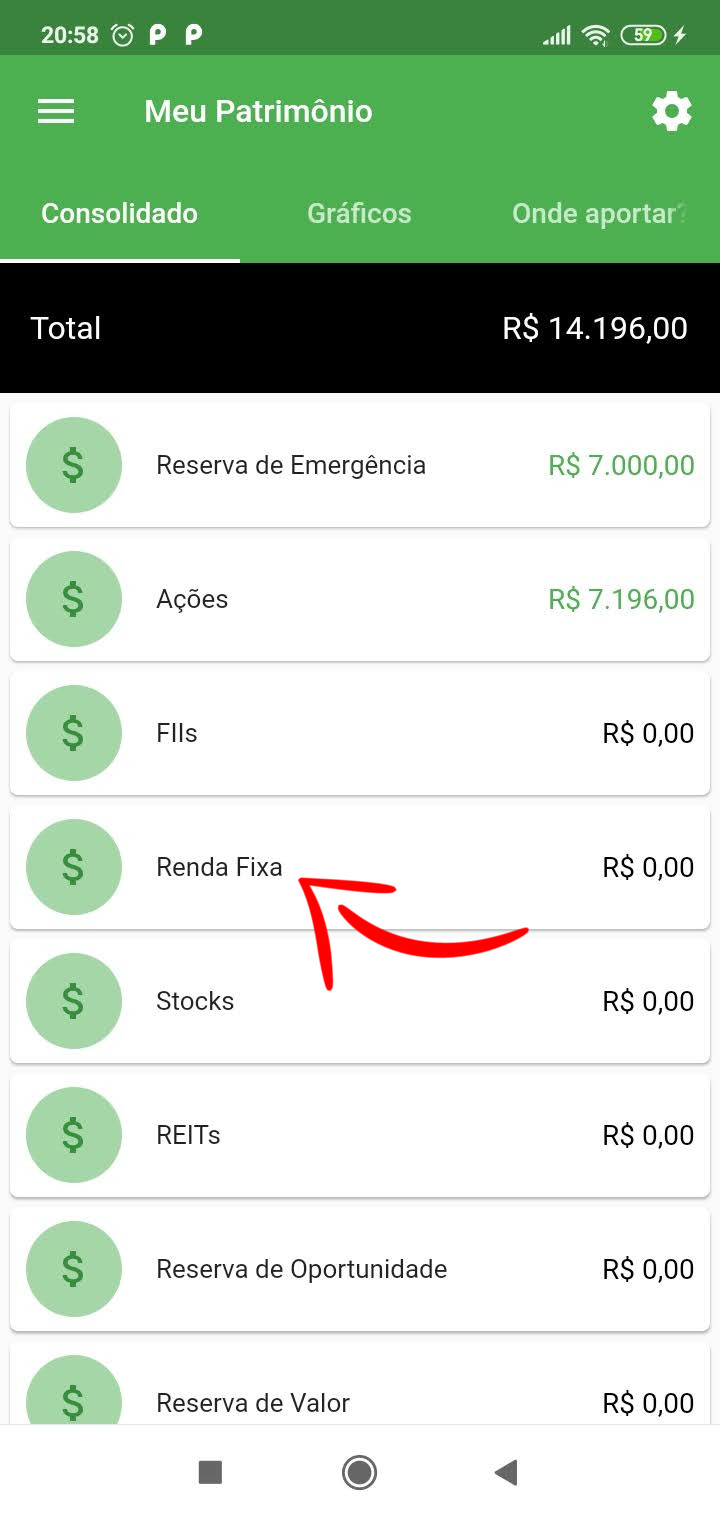 20:58 59
Meu Patrimônio
Consolidado Gráficos Onde aportar?
Total R$ 14.196,00
$ Reserva de Emergência R$ 7.000,00
$ Ações R$ 7.196,00
$ FIIs R$ 0,00
$ Renda Fixa R$ 0,00
$ Stocks R$ 0,00
$ REITs R$ 0,00
$ Reserva de Oportunidade R$ 0,00
$ Reserva de Valor R$ 0,00